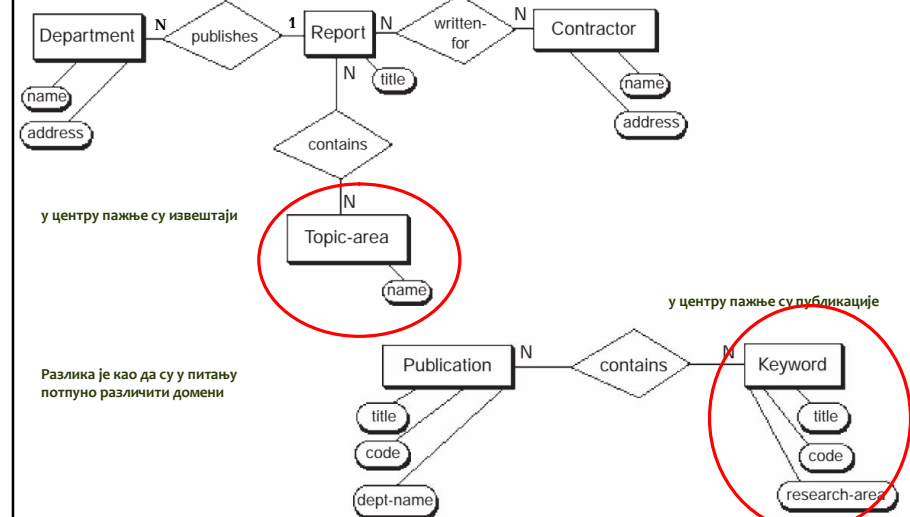 Department
N
publishes
1
Report
N
written-
for
N
Contractor
name
address
N
title
name
address
contains
N
у центру пажње су извештаји
Topic-area
name
у центру пажње су публикације
Разлика је као да су у питању
потпуно различити домени
Publication
N
contains
N
Keyword
title
code
dept-name
title
code
research-area